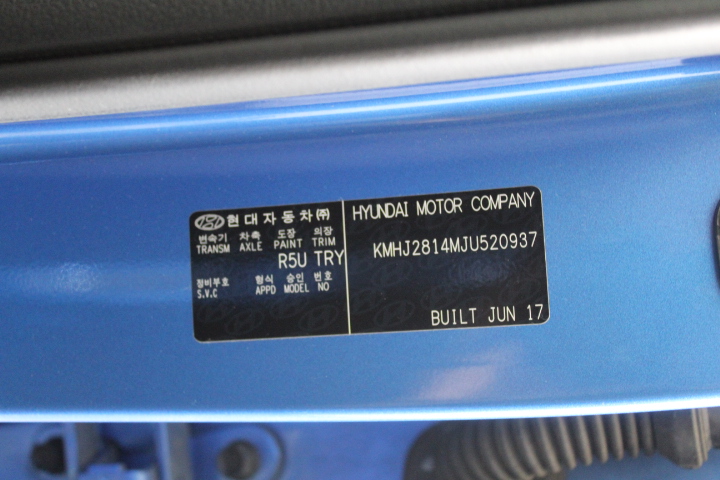 현대자동차㈜
변속기 차축 도장 의장
TRANSM AXLE PAINT TRIM
R5U TRY
정비부호 형식 승인 번호
S.V.C APPD MODEL NO
HYUNDAI MOTOR COMPANY
KMHJ2814MJU520937
BUILT JUN 17